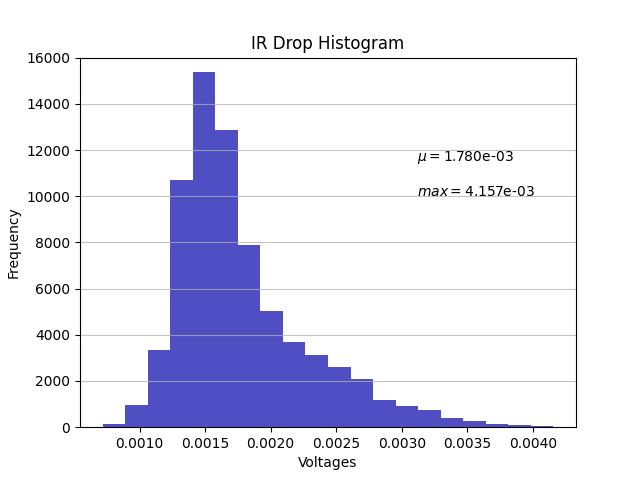 IR Drop Histogram
16000
14000
12000
10000
8000
6000
4000
2000
0
Frequency
μ = 1.780e-03
max = 4.157e-03
0.0010 0.0015 0.0020 0.0025 0.0030 0.0035 0.0040
Voltages